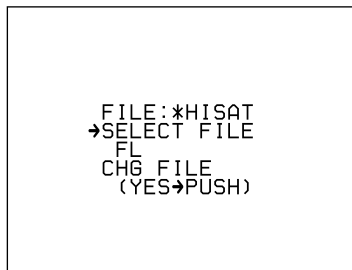 FILE:*HISAT
➔SELECT FILE
FL
CHG FILE
(YES➔PUSH)